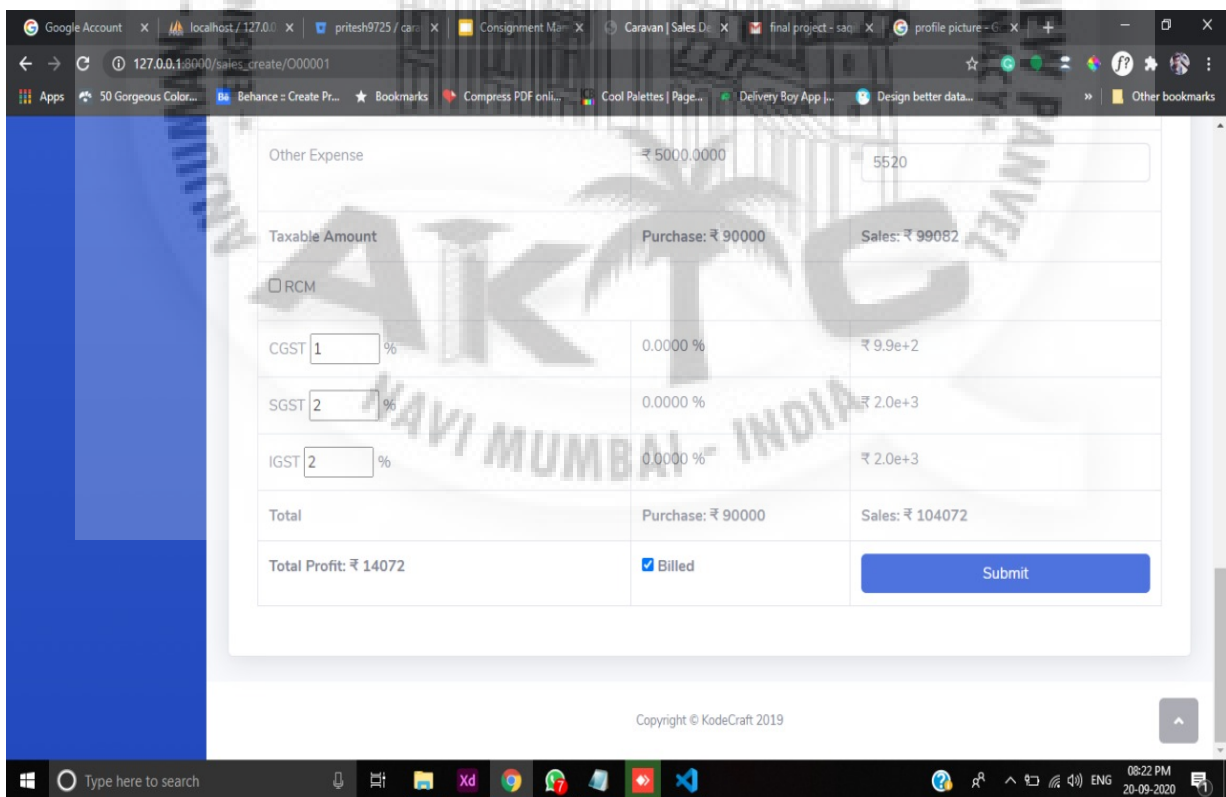 Google Account localhost / 127.0.0 pritesh9725 / cara Consignment Man Caravan | Sales De final project - saq profile picture - G
127.0.0.1:8000/sales_create/O00001
Apps 50 Gorgeous Color... Behance :: Create Pr... Bookmarks Compress PDF onli... Cool Palettes | Page... Delivery Boy App |... Design better data... » Other bookmarks
Other Expense ₹ 5000.0000 5520
Taxable Amount Purchase: ₹ 90000 Sales: ₹ 99082
RCM
CGST 1 % 0.0000 % ₹ 9.9e+2
SGST 2 % 0.0000 % ₹ 2.0e+3
IGST 2 % 0.0000 % ₹ 2.0e+3
Total Purchase: ₹ 90000 Sales: ₹ 104072
Total Profit: ₹ 14072 Billed Submit
Copyright © KodeCraft 2019
AKTC
NAVI MUMBAI - INDIA
PANVEL
Type here to search ENG 08:22 PM
20-09-2020